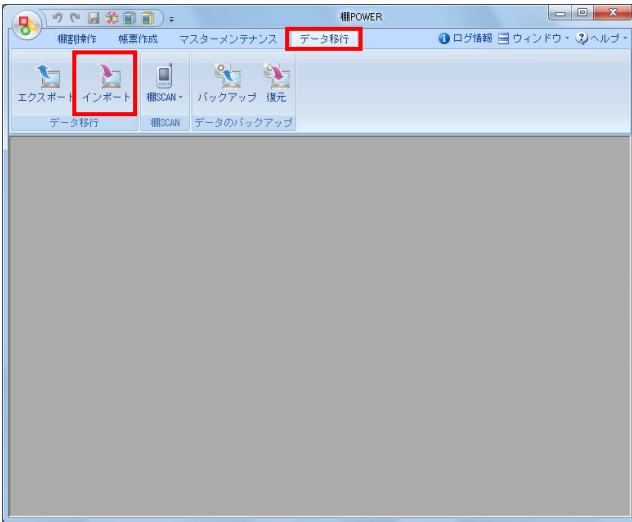 棚POWER
棚割操作 帳票作成 マスターメンテナンス データ移行 ログ情報 ウィンドウ ヘルプ
エクスポート インポート 棚SCAN バックアップ 復元
データ移行 棚SCAN データのバックアップ